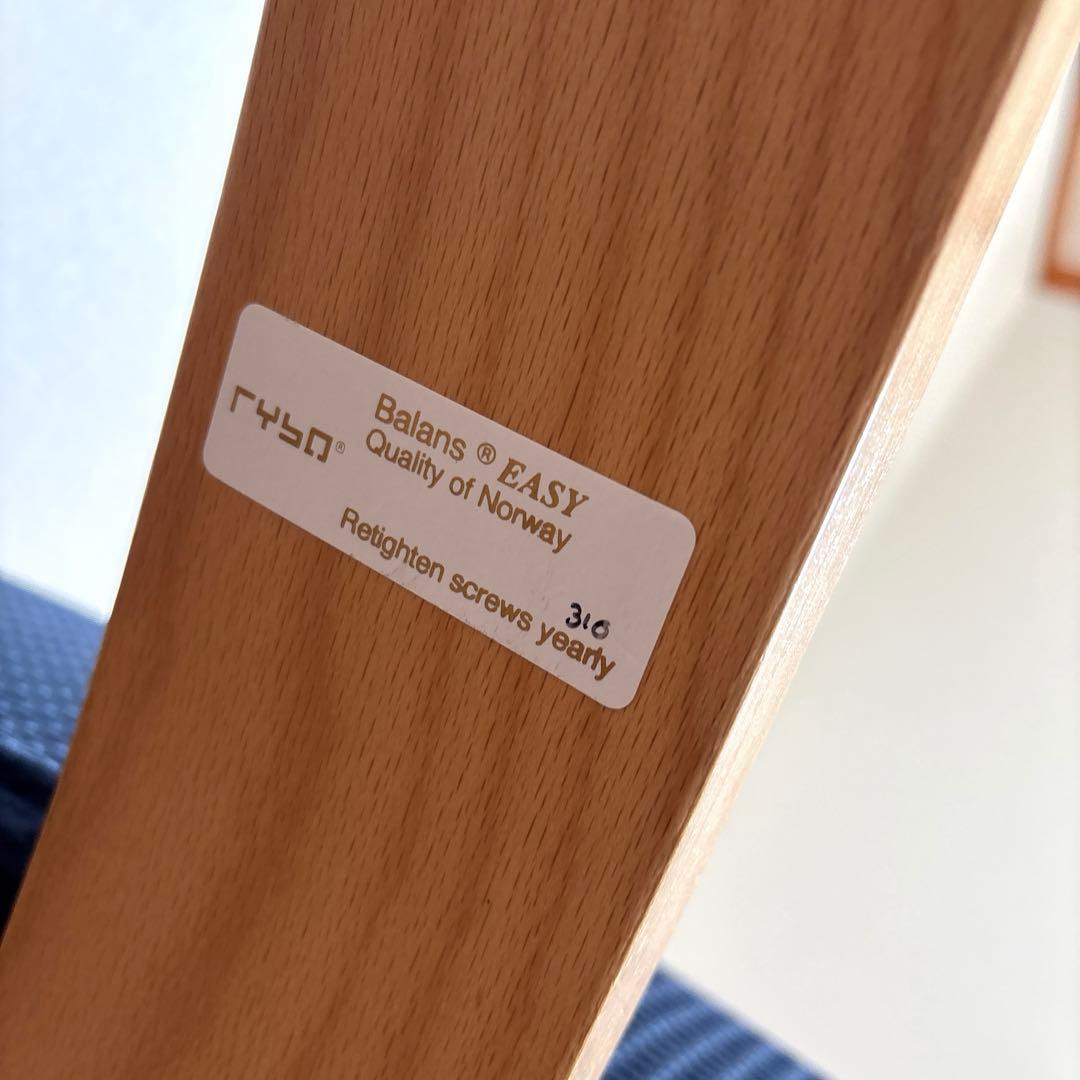 rybo®
Balans ® EASY
Quality of Norway
Retighten screws yearly
316